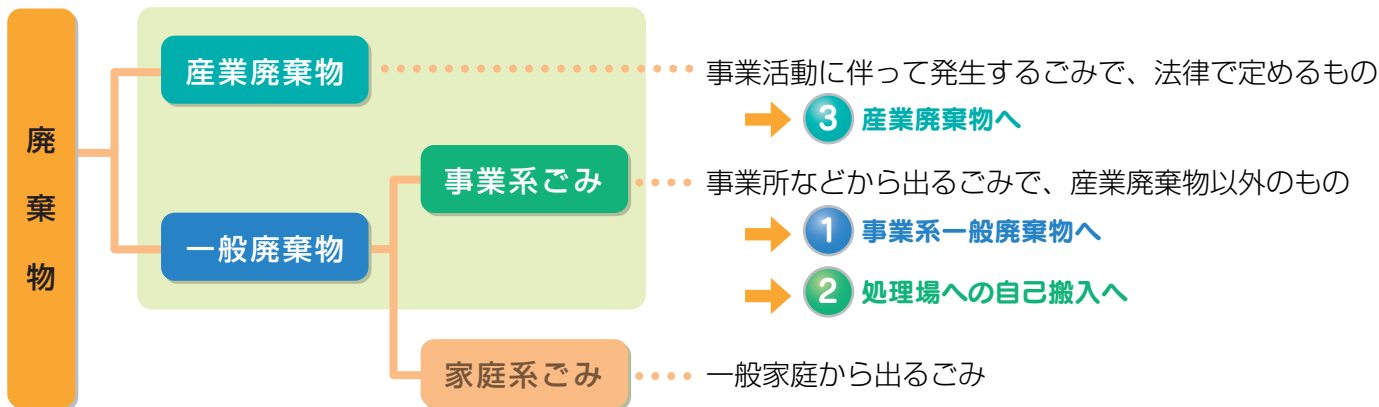 廃棄物
産業廃棄物
事業活動に伴って発生するごみで、法律で定めるもの
3 産業廃棄物へ
一般廃棄物
事業系ごみ
事業所などから出るごみで、産業廃棄物以外のもの
1 事業系一般廃棄物へ
2 処理場への自己搬入へ
家庭系ごみ
一般家庭から出るごみ